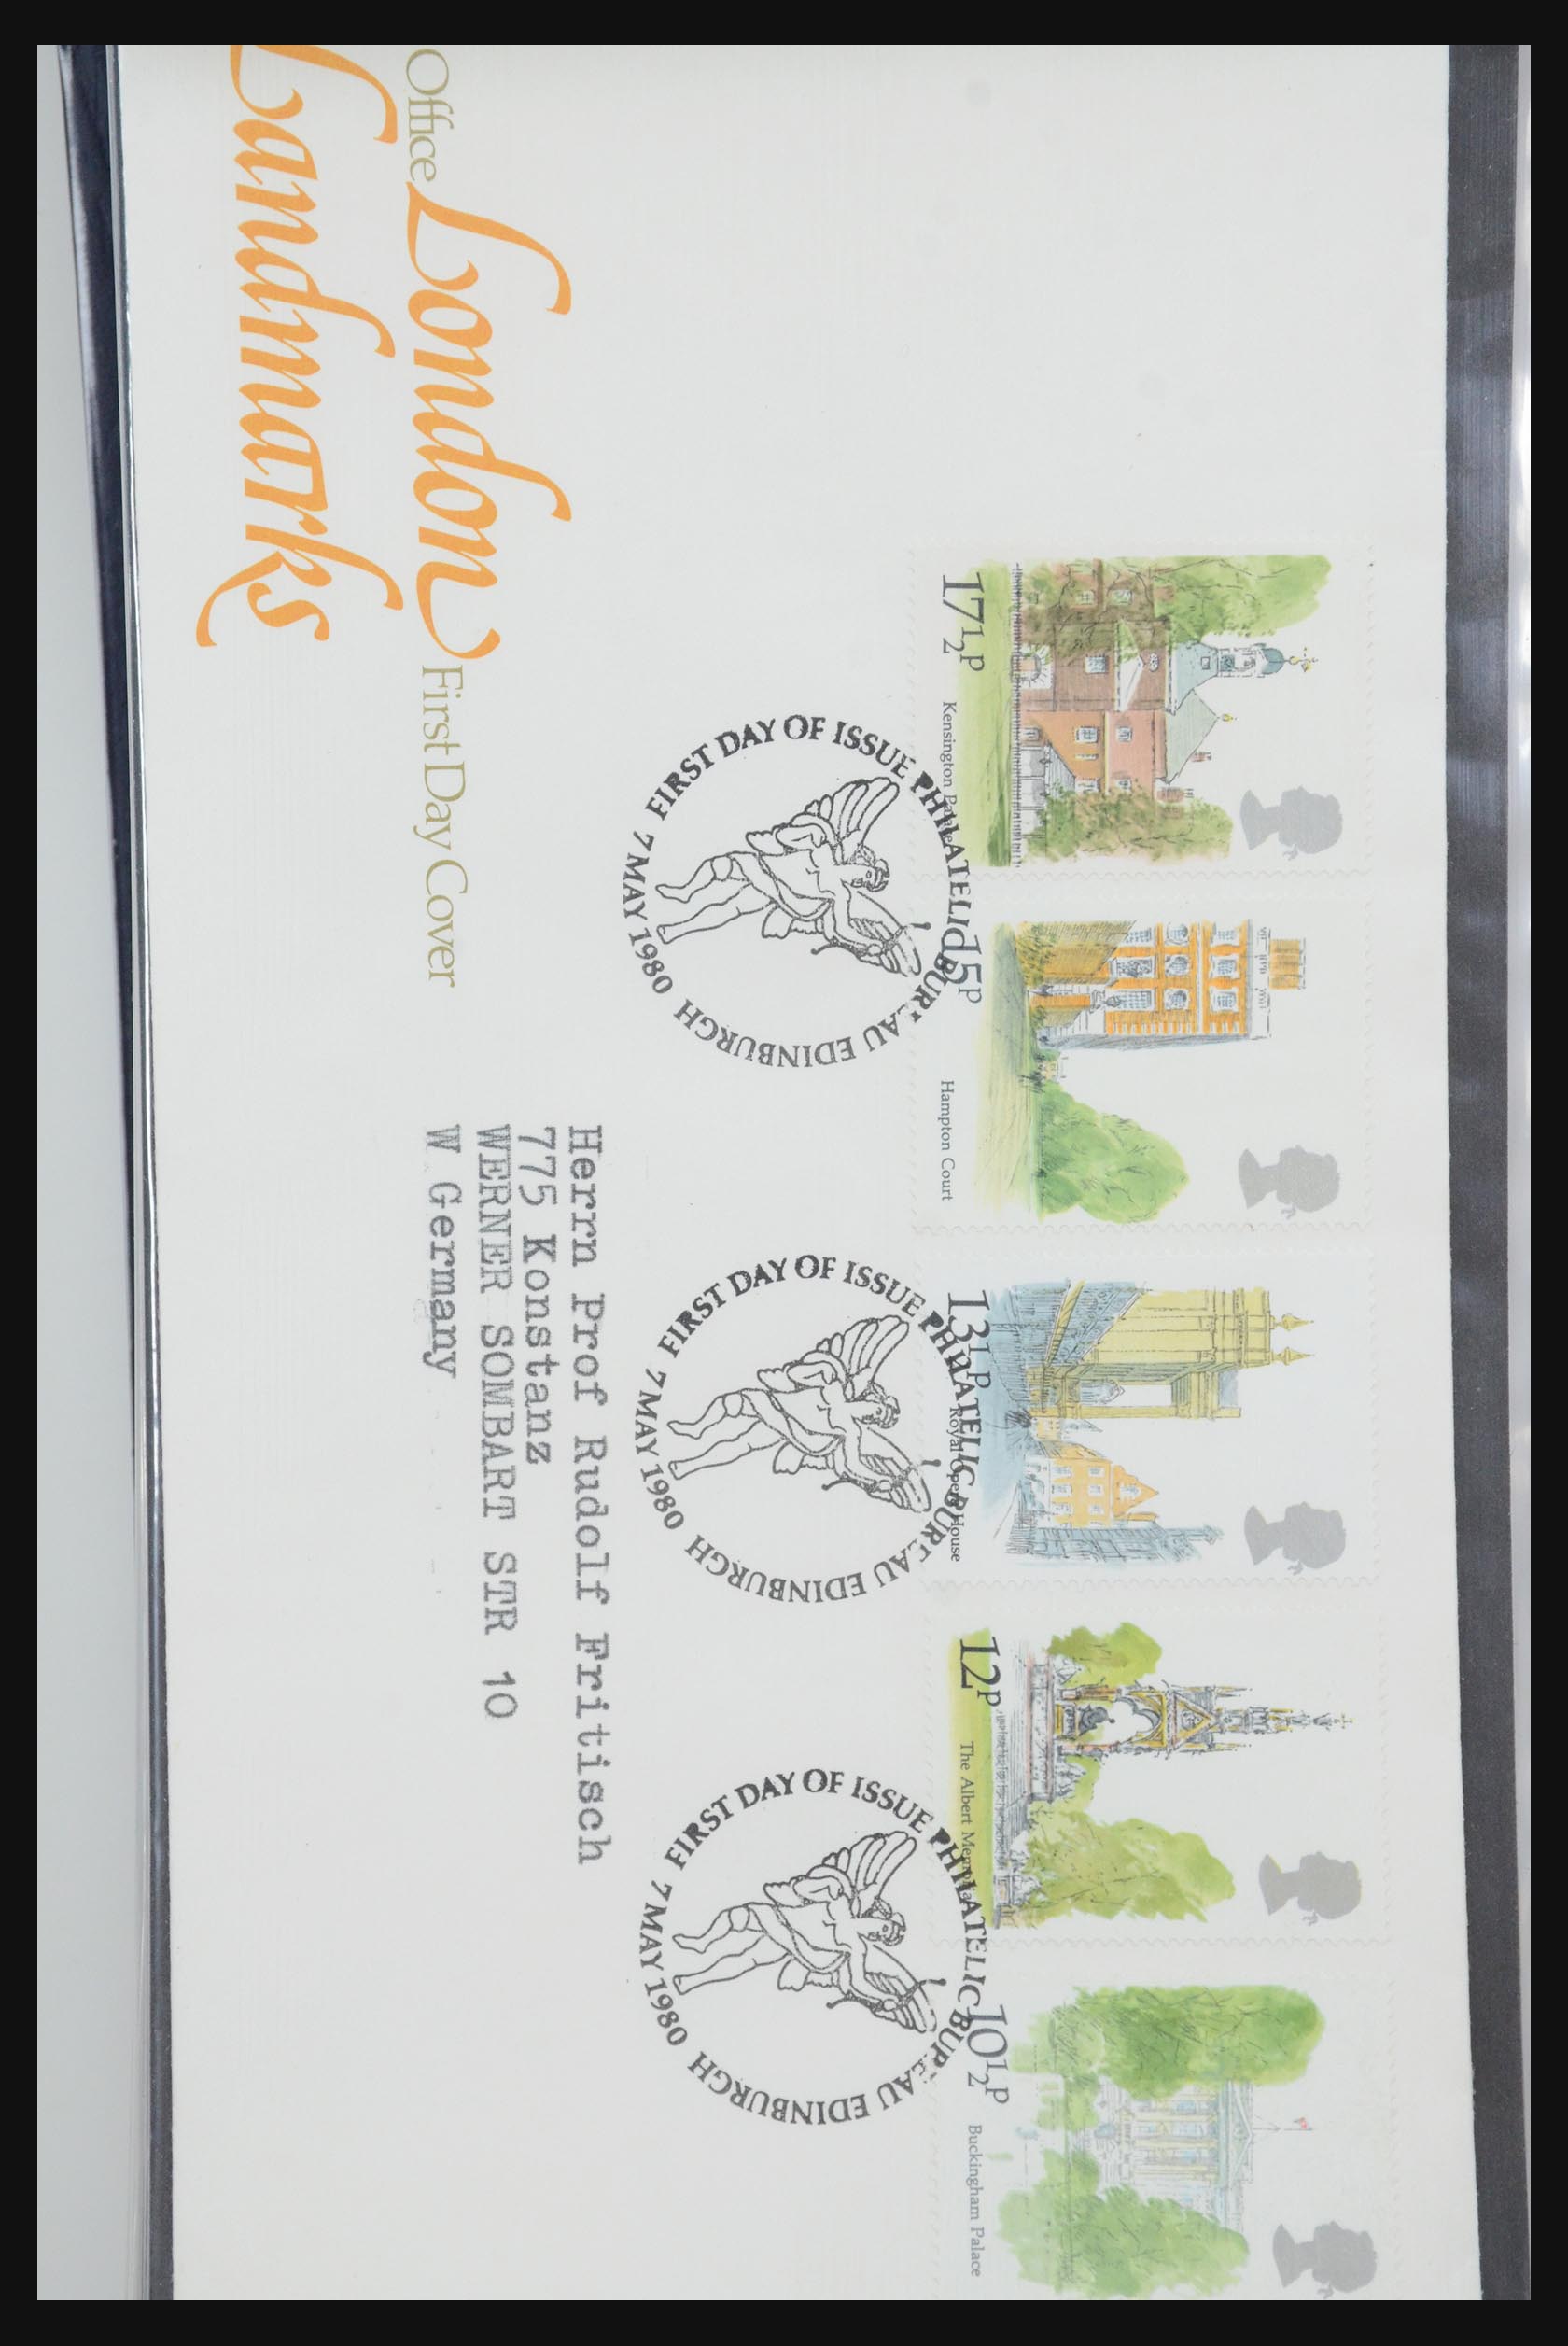 17½p
Kensington Palace
15p
Hampton Court
13½p
Royal Opera House
12p
The Albert Memorial
10½p
Buckingham Palace
FIRST DAY OF ISSUE PHILATELIC BUREAU EDINBURGH
7 MAY 1980
FIRST DAY OF ISSUE PHILATELIC BUREAU EDINBURGH
7 MAY 1980
FIRST DAY OF ISSUE PHILATELIC BUREAU EDINBURGH
7 MAY 1980
Office London First Day Cover
Landmarks
Herrn Prof Rudolf Fritisch
775 Konstanz
WERNER SOMBART STR 10
W Germany